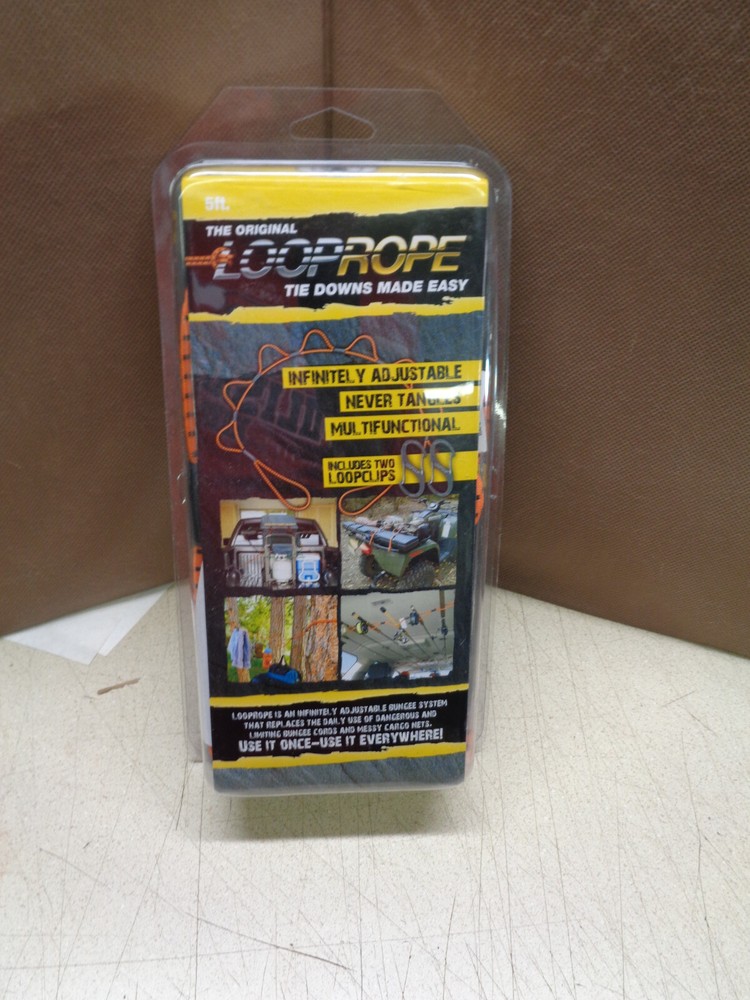 5ft.
THE ORIGINAL
LOOPROPE
TIE DOWNS MADE EASY
INFINITELY ADJUSTABLE
NEVER TANGLES
MULTIFUNCTIONAL
INCLUDES TWO
LOOPCLIPS
LOOPROPE IS AN INFINITELY ADJUSTABLE BUNGEE SYSTEM
THAT REPLACES THE DAILY USE OF DANGEROUS AND
LIMITING BUNGEE CORDS AND MESSY CARGO NETS.
USE IT ONCE–USE IT EVERYWHERE!